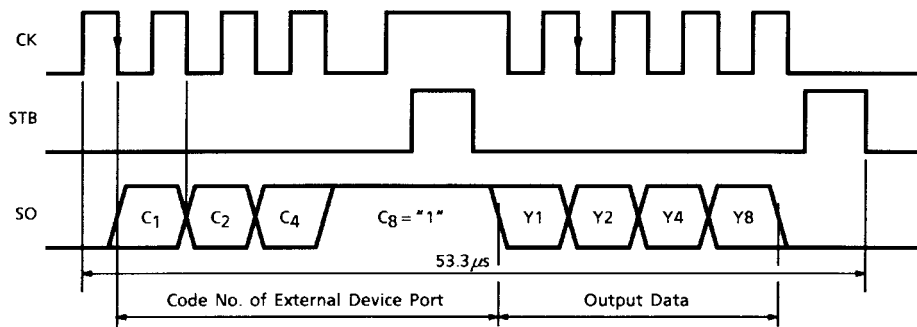 CK
STB
SO
C1 C2 C4 C8 = "1" Y1 Y2 Y4 Y8
53.3μs
Code No. of External Device Port
Output Data